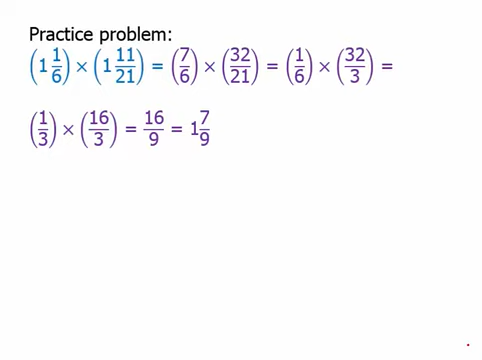 Practice problem:
(1 1/6) × (1 11/21) = (7/6) × (32/21) = (1/6) × (32/3) =
(1/3) × (16/3) = 16/9 = 1 7/9